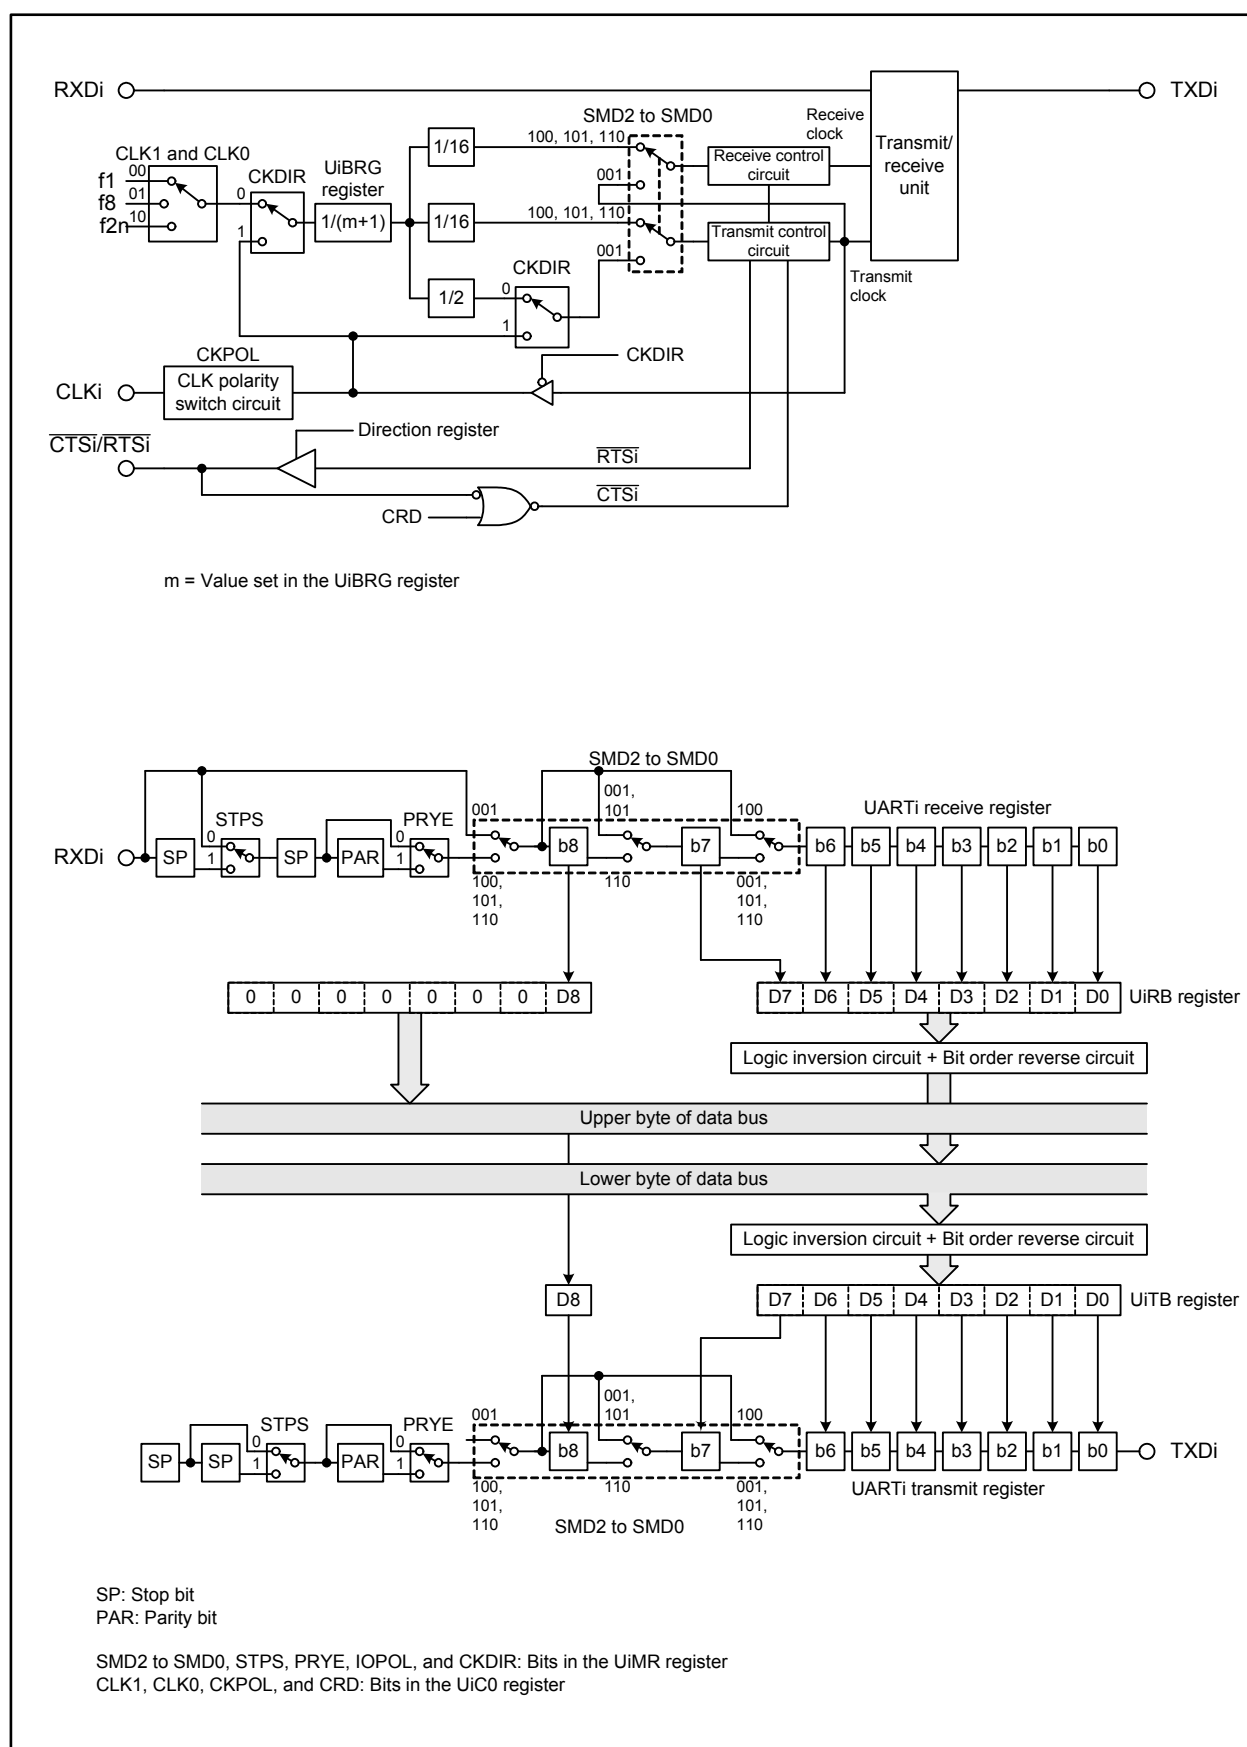 RXDi
TXDi
SMD2 to SMD0
Receive
clock
Transmit/
receive
unit
CLK1 and CLK0
f1
00
f8
01
f2n
10
CKDIR
0
1
UiBRG
register
1/(m+1)
1/16
100, 101, 110
001
Receive control
circuit
1/16
100, 101, 110
001
Transmit control
circuit
1/2
CKDIR
0
1
Transmit
clock
CKPOL
CLKi
CLK polarity
switch circuit
CKDIR
CTSi/RTSi
Direction register
RTSi
CTSi
CRD
m = Value set in the UiBRG register
SMD2 to SMD0
RXDi
SP
STPS
0
1
SP
PAR
PRYE
0
1
001
100,
101,
110
b8
001,
101
110
b7
100
001,
101,
110
UARTi receive register
b6 b5 b4 b3 b2 b1 b0
0 0 0 0 0 0 0 D8
D7 D6 D5 D4 D3 D2 D1 D0
UiRB register
Logic inversion circuit + Bit order reverse circuit
Upper byte of data bus
Lower byte of data bus
Logic inversion circuit + Bit order reverse circuit
D8
D7 D6 D5 D4 D3 D2 D1 D0
UiTB register
SP
SP
STPS
0
1
PAR
PRYE
0
1
001
100,
101,
110
b8
001,
101
110
b7
100
001,
101,
110
b6 b5 b4 b3 b2 b1 b0
TXDi
UARTi transmit register
SMD2 to SMD0
SP: Stop bit
PAR: Parity bit
SMD2 to SMD0, STPS, PRYE, IOPOL, and CKDIR: Bits in the UiMR register
CLK1, CLK0, CKPOL, and CRD: Bits in the UiC0 register